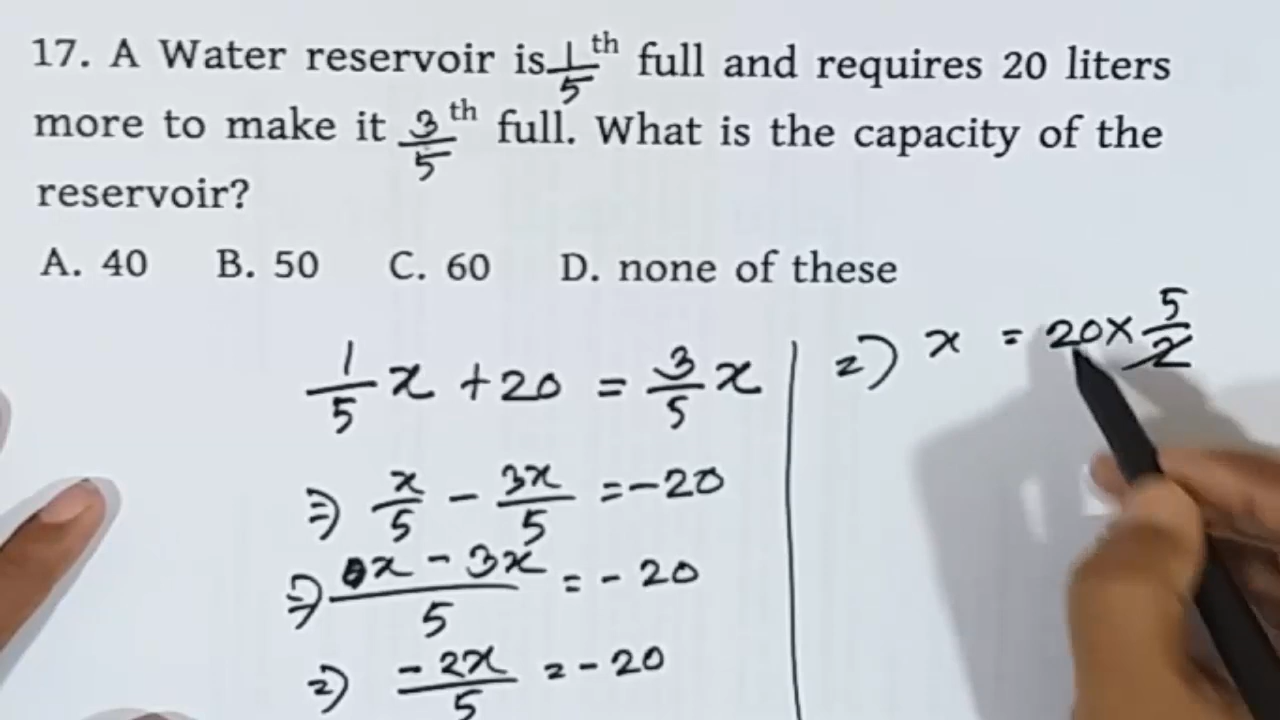 17. A Water reservoir is 1/5 th full and requires 20 liters
more to make it 3/5 th full. What is the capacity of the
reservoir?
A. 40 B. 50 C. 60 D. none of these
1/5 x + 20 = 3/5 x
⇒) x/5 - 3x/5 = -20
⇒) x - 3x / 5 = - 20
=) -2x/5 = -20
=) x = 20 × 5/2